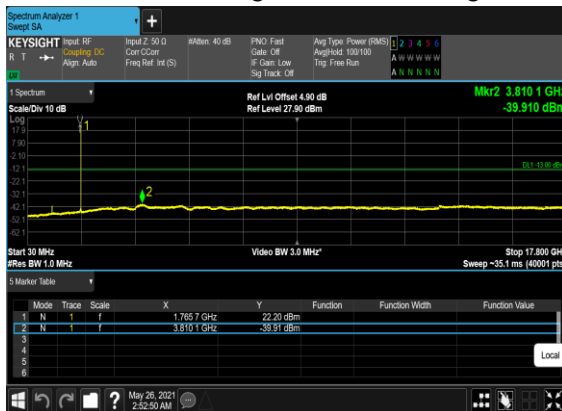 Spectrum Analyzer 1
Swept SA
KEYSIGHT Input: RF Input Z: 50 Ω #Atten: 40 dB PNO: Fast Avg Type: Power (RMS) 1 2 3 4 5 6
R T Coupling: DC Corr CCorr Gate: Off Avg|Hold: 100/100 A W W W W W
Align: Auto Freq Ref: Int (S) IF Gain: Low Trig: Free Run A N N N N N
Sig Track: Off
1 Spectrum
Ref Lvl Offset 4.90 dB Mkr2 3.810 1 GHz
Scale/Div 10 dB Ref Level 27.90 dBm -39.910 dBm
Log
17.9
7.90
-2.10
-12.1
DL1 -13.00 dBm
-22.1
-32.1
-42.1
-52.1
-62.1
1
2
Start 30 MHz Video BW 3.0 MHz* Stop 17.800 GHz
#Res BW 1.0 MHz Sweep ~35.1 ms (40001 pts)
5 Marker Table
Mode Trace Scale X Y Function Function Width Function Value
1 N 1 f 1.765 7 GHz 22.20 dBm
2 N 1 f 3.810 1 GHz -39.91 dBm
3
4
5
6
Local
? May 26, 2021
2:52:50 AM